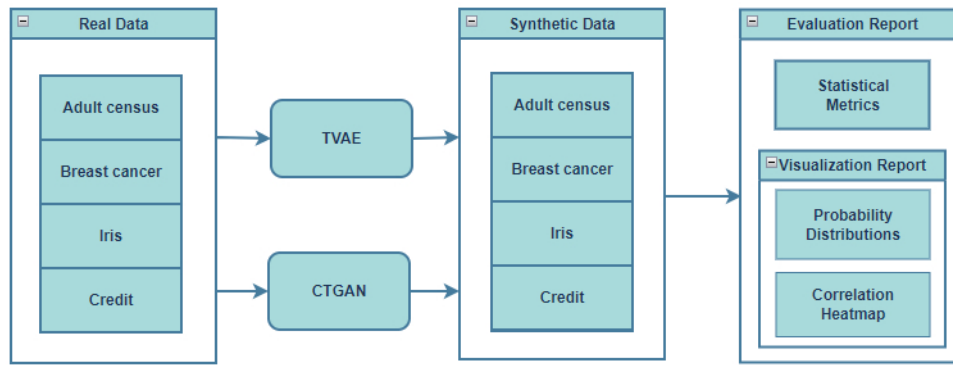 Real Data
Adult census
Breast cancer
Iris
Credit
TVAE
CTGAN
Synthetic Data
Adult census
Breast cancer
Iris
Credit
Evaluation Report
Statistical
Metrics
Visualization Report
Probability
Distributions
Correlation
Heatmap